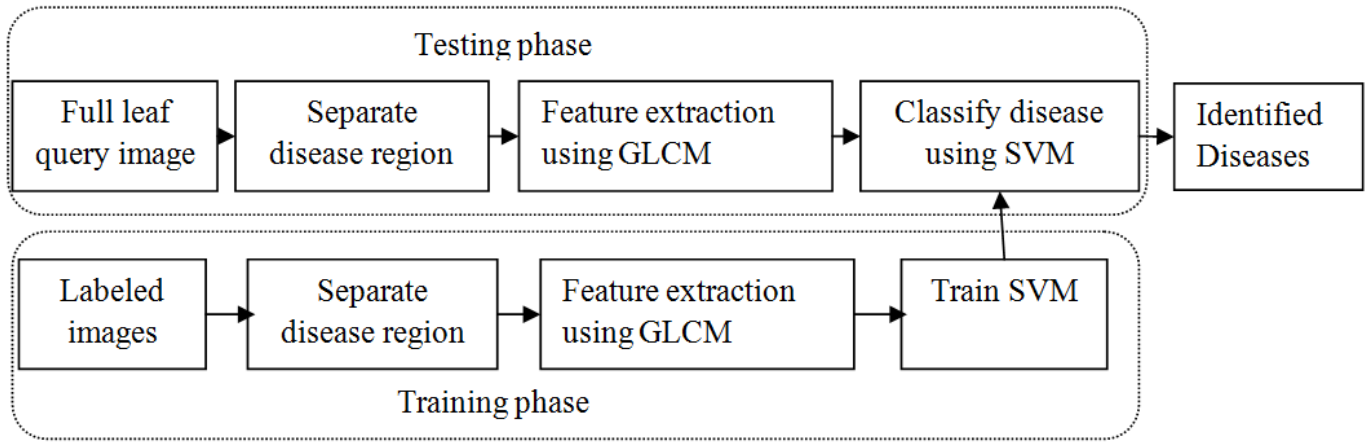 Testing phase
Full leaf
query image
Separate
disease region
Feature extraction
using GLCM
Classify disease
using SVM
Identified
Diseases
Labeled
images
Separate
disease region
Feature extraction
using GLCM
Train SVM
Training phase